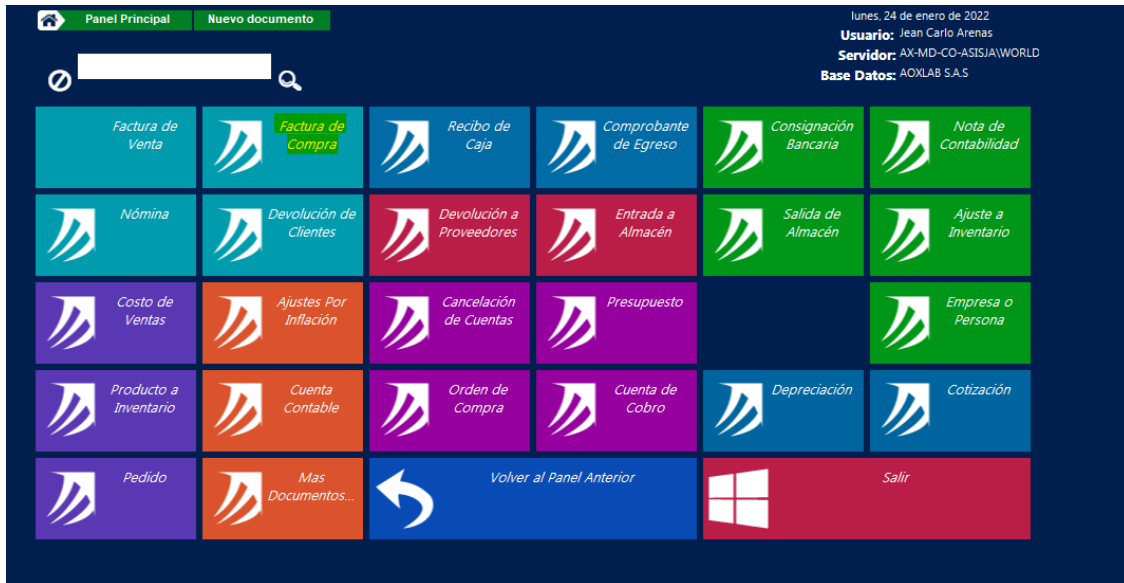 Panel Principal
Nuevo documento
lunes, 24 de enero de 2022
Usuario: Jean Carlo Arenas
Servidor: AX-MD-CO-ASISJA\WORLD
Base Datos: AOXLAB S.A.S
Factura de
Venta
Factura de
Compra
Recibo de
Caja
Comprobante
de Egreso
Consignación
Bancaria
Nota de
Contabilidad
Nómina
Devolución de
Clientes
Devolución a
Proveedores
Entrada a
Almacén
Salida de
Almacén
Ajuste a
Inventario
Costo de
Ventas
Ajustes Por
Inflación
Cancelación
de Cuentas
Presupuesto
Empresa o
Persona
Producto a
Inventario
Cuenta
Contable
Orden de
Compra
Cuenta de
Cobro
Depreciación
Cotización
Pedido
Mas
Documentos...
Volver al Panel Anterior
Salir